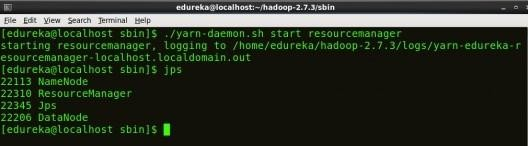 edureka@localhost:~/hadoop-2.7.3/sbin
File Edit View Search Terminal Help
[edureka@localhost sbin]$ ./yarn-daemon.sh start resourcemanager
starting resourcemanager, logging to /home/edureka/hadoop-2.7.3/logs/yarn-edureka-r
esourcemanager-localhost.localdomain.out
[edureka@localhost sbin]$ jps
22113 NameNode
22310 ResourceManager
22345 Jps
22206 DataNode
[edureka@localhost sbin]$